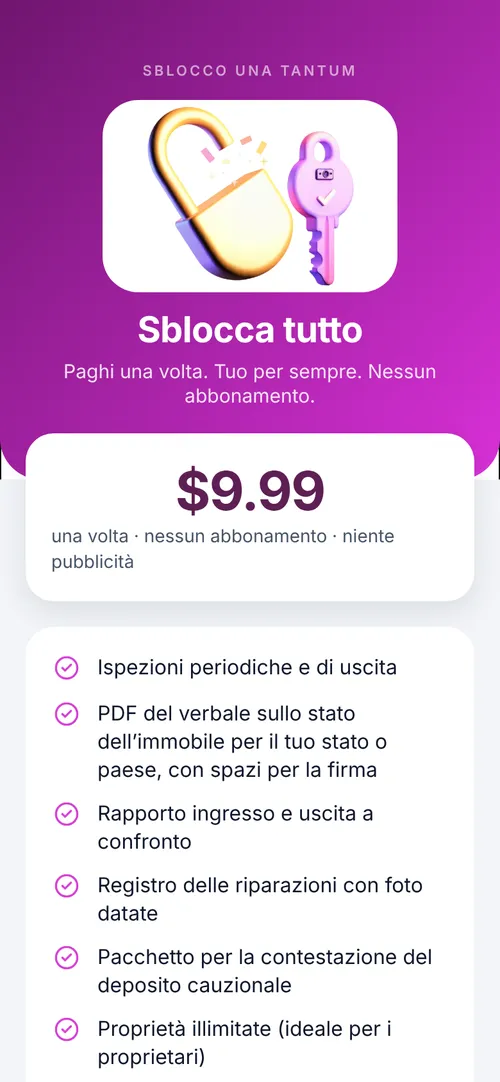 SBLOCCO UNA TANTUM
Sblocca tutto
Paghi una volta. Tuo per sempre. Nessun
abbonamento.
$9.99
una volta · nessun abbonamento · niente
pubblicità
Ispezioni periodiche e di uscita
PDF del verbale sullo stato
dell’immobile per il tuo stato o
paese, con spazi per la firma
Rapporto ingresso e uscita a
confronto
Registro delle riparazioni con foto
datate
Pacchetto per la contestazione del
deposito cauzionale
Proprietà illimitate (ideale per i
proprietari)